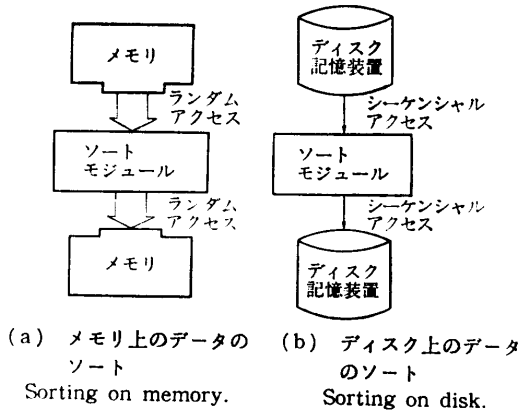 メモリ
ランダム
アクセス
ソート
モジュール
ランダム
アクセス
メモリ
(a) メモリ上のデータの
ソート
Sorting on memory.
ディスク
記憶装置
シーケンシャル
アクセス
ソート
モジュール
シーケンシャル
アクセス
ディスク
記憶装置
(b) ディスク上のデータ
のソート
Sorting on disk.